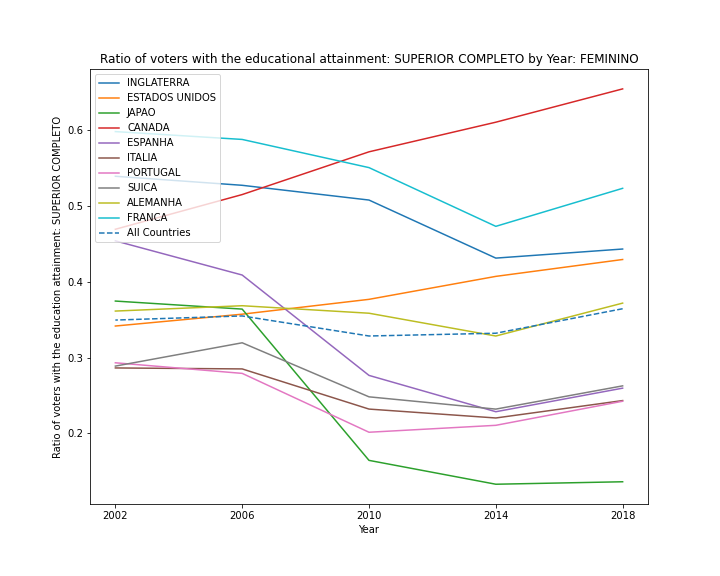 Ratio of voters with the educational attainment: SUPERIOR COMPLETO by Year: FEMININO
INGLATERRA
ESTADOS UNIDOS
JAPAO
CANADA
ESPANHA
ITALIA
PORTUGAL
SUICA
ALEMANHA
FRANCA
All Countries
Ratio of voters with the education attainment: SUPERIOR COMPLETO
0.6
0.5
0.4
0.3
0.2
2002
2006
2010
2014
2018
Year